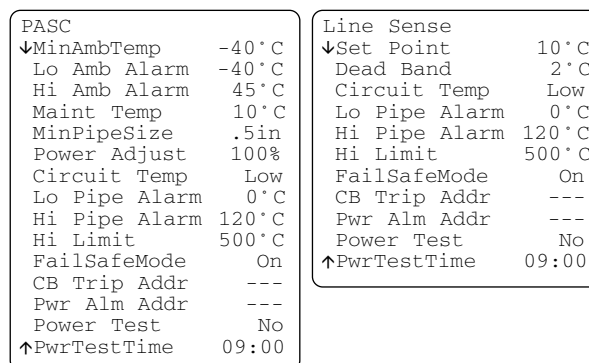 PASC
↓MinAmbTemp -40°C
Lo Amb Alarm -40°C
Hi Amb Alarm 45°C
Maint Temp 10°C
MinPipeSize .5in
Power Adjust 100%
Circuit Temp Low
Lo Pipe Alarm 0°C
Hi Pipe Alarm 120°C
Hi Limit 500°C
FailSafeMode On
CB Trip Addr ---
Pwr Alm Addr ---
Power Test No
↑PwrTestTime 09:00
Line Sense
↓Set Point 10°C
Dead Band 2°C
Circuit Temp Low
Lo Pipe Alarm 0°C
Hi Pipe Alarm 120°C
Hi Limit 500°C
FailSafeMode On
CB Trip Addr ---
Pwr Alm Addr ---
Power Test No
↑PwrTestTime 09:00